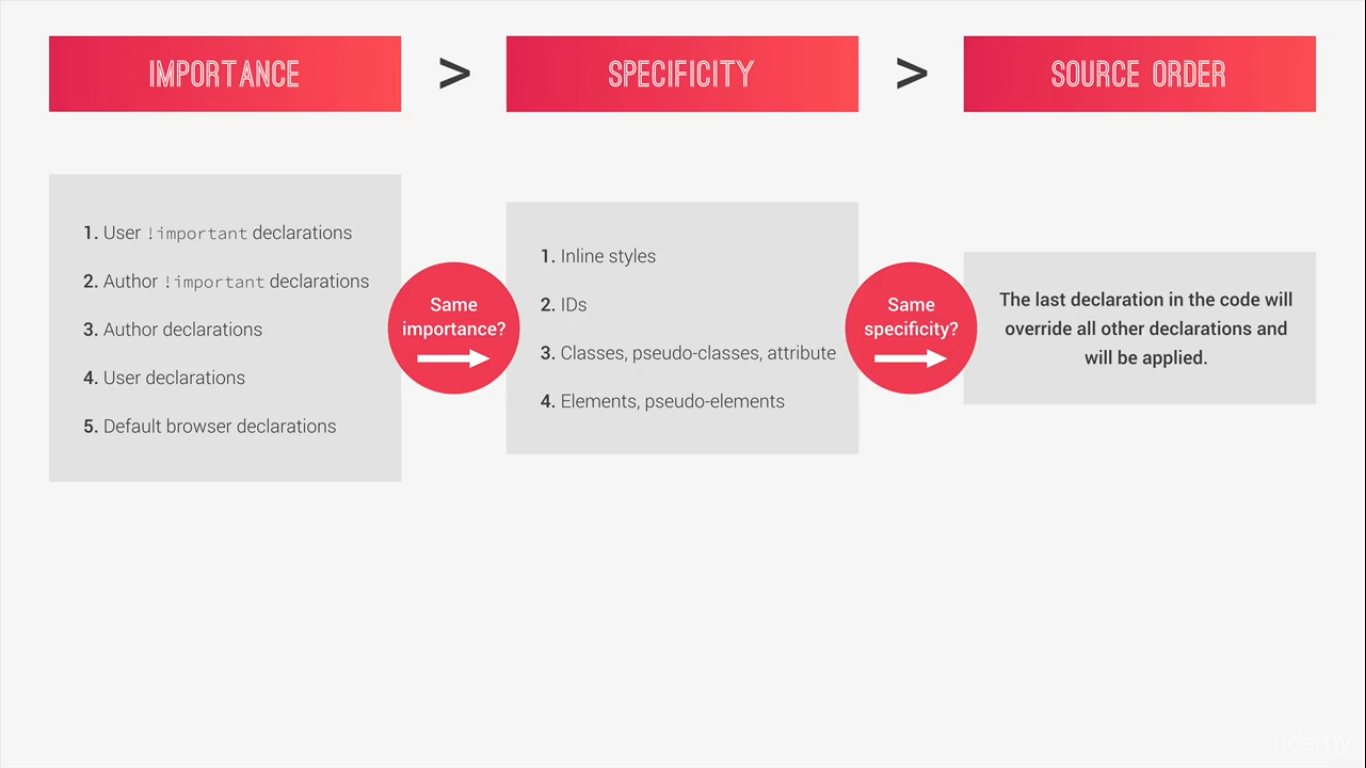 IMPORTANCE
>
SPECIFICITY
>
SOURCE ORDER
1. User !important declarations
2. Author !important declarations
3. Author declarations
4. User declarations
5. Default browser declarations
Same
importance?
1. Inline styles
2. IDs
3. Classes, pseudo-classes, attribute
4. Elements, pseudo-elements
Same
specificity?
The last declaration in the code will
override all other declarations and
will be applied.
udemy